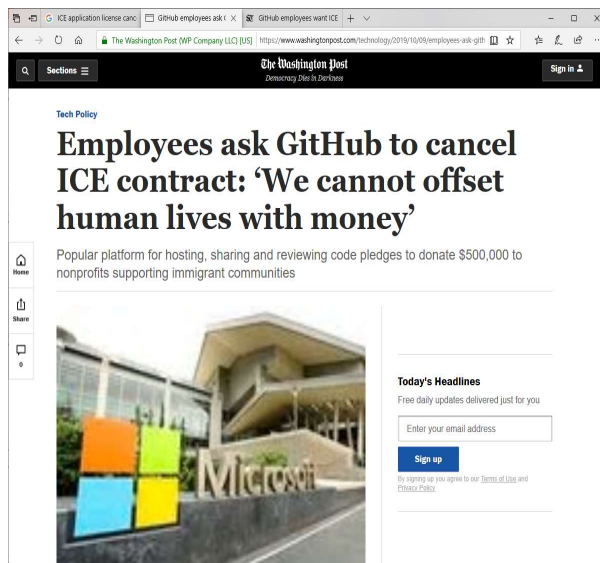 ICE application license canc
GitHub employees ask (
GitHub employees want ICE
The Washington Post (WP Company LLC) [US]
https://www.washingtonpost.com/technology/2019/10/09/employees-ask-gith
Sections
The Washington Post
Democracy Dies in Darkness
Sign in
Tech Policy
Employees ask GitHub to cancel
ICE contract: ‘We cannot offset
human lives with money’
Popular platform for hosting, sharing and reviewing code pledges to donate $500,000 to
nonprofits supporting immigrant communities
Home
Share
0
Microsoft
Today's Headlines
Free daily updates delivered just for you
Enter your email address
Sign up
By signing up you agree to our Terms of Use and
Privacy Policy